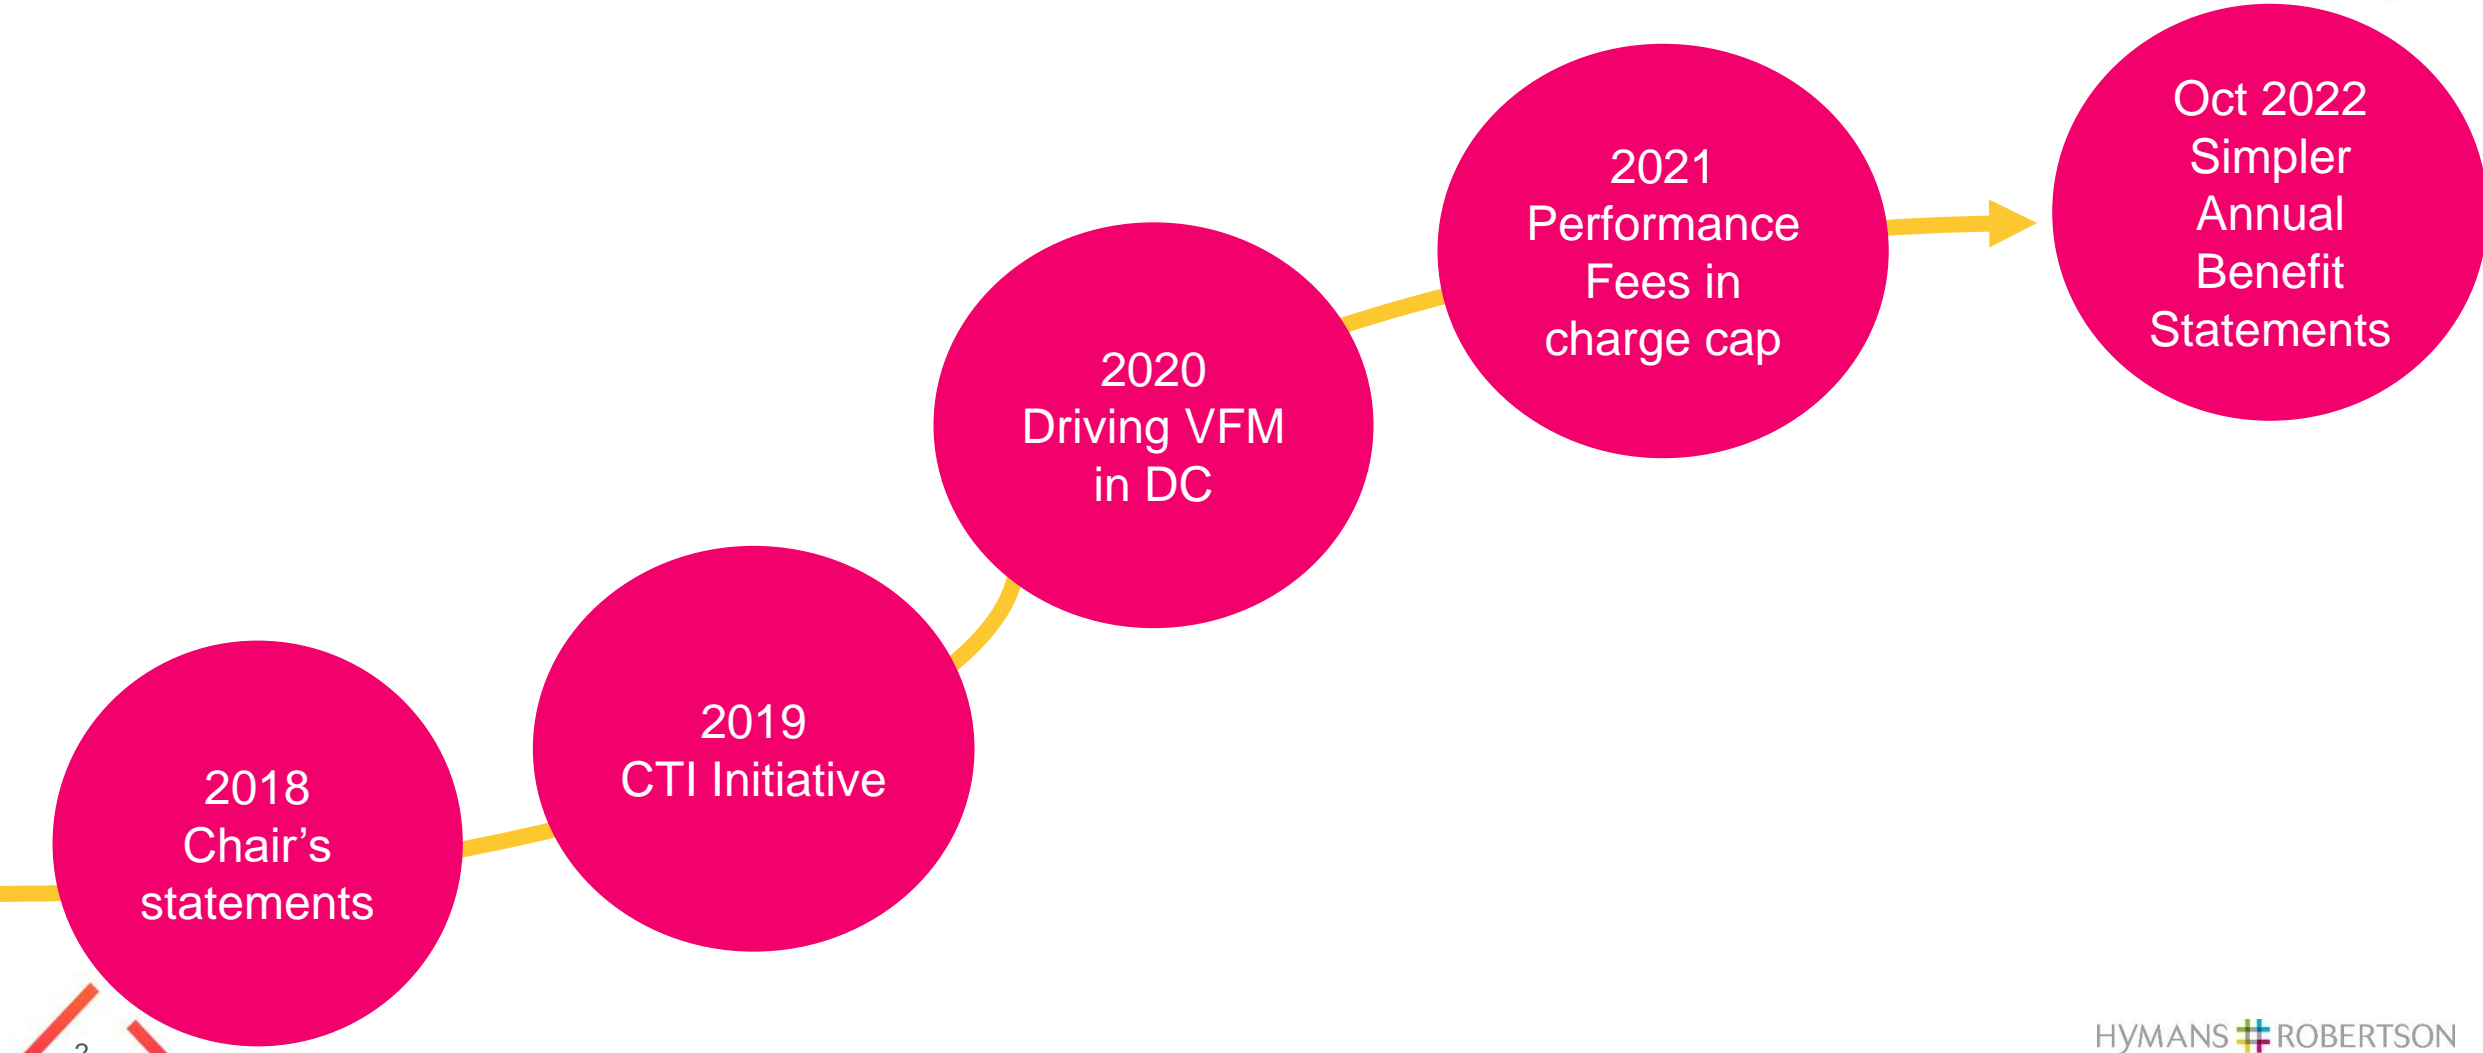 2018
Chair’s
statements
2019
CTI Initiative
2020
Driving VFM
in DC
2021
Performance
Fees in
charge cap
Oct 2022
Simpler
Annual
Benefit
Statements
HYMANS ROBERTSON